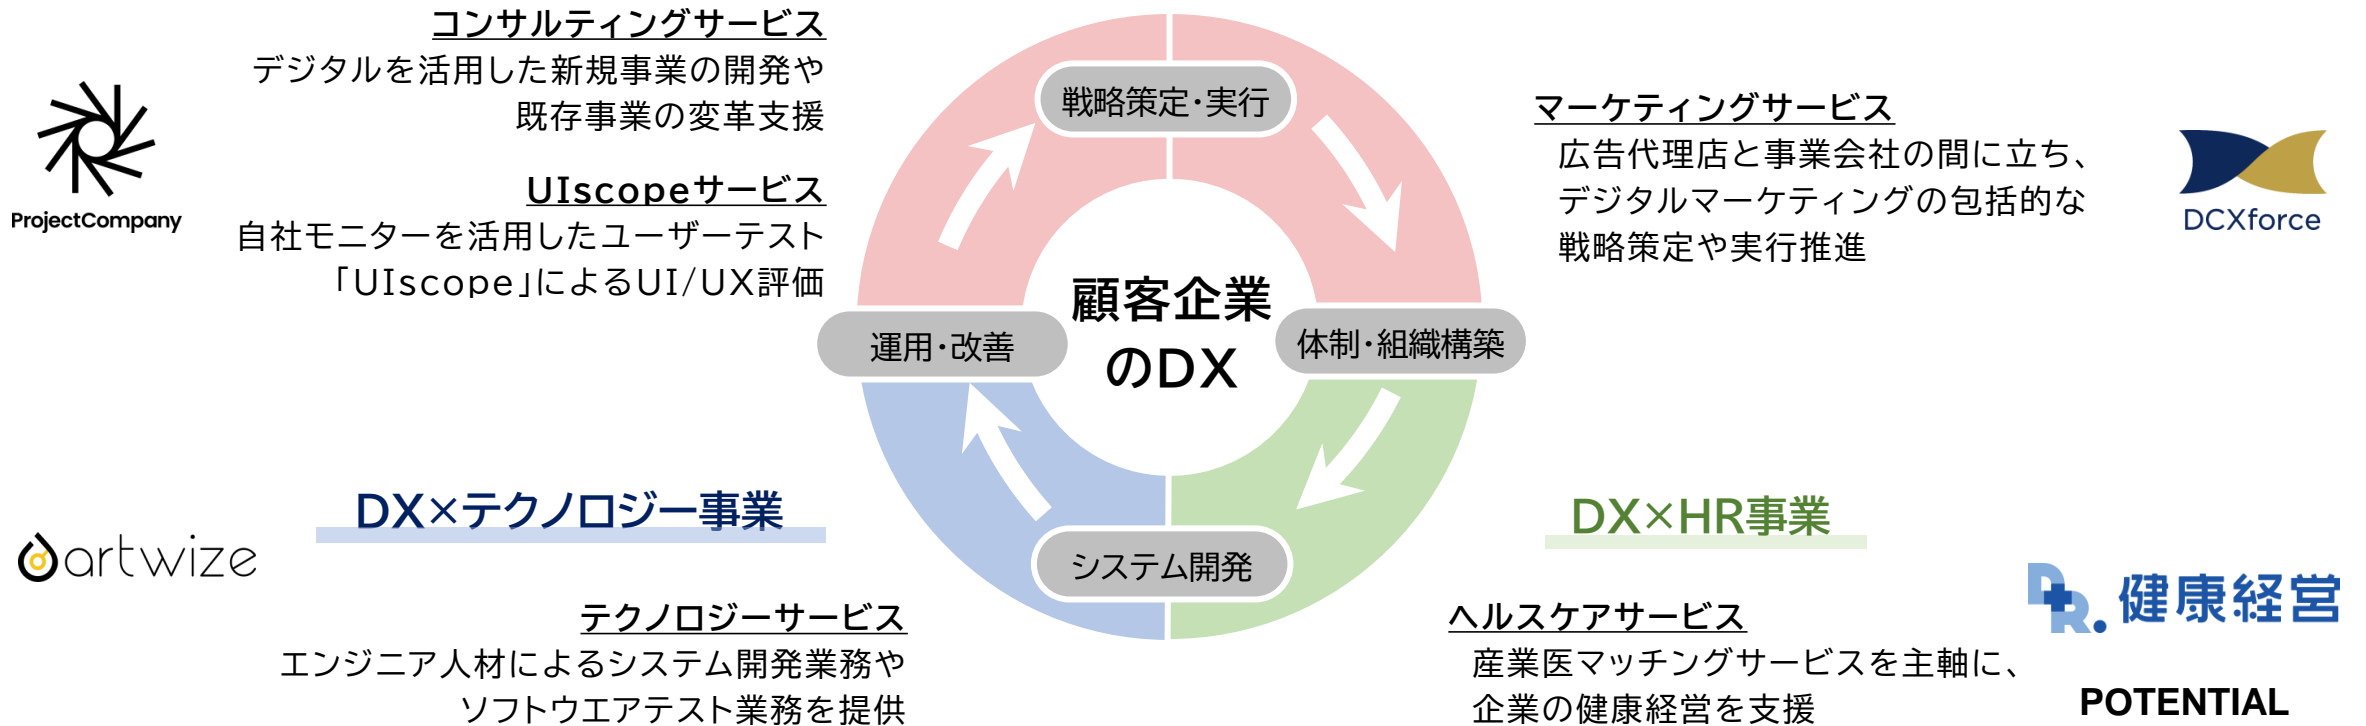 コンサルティングサービス
デジタルを活用した新規事業の開発や
既存事業の変革支援
ProjectCompany
UIscopeサービス
自社モニターを活用したユーザーテスト
「UIscope」によるUI/UX評価
戦略策定・実行
マーケティングサービス
広告代理店と事業会社の間に立ち、
デジタルマーケティングの包括的な
戦略策定や実行推進
DCXforce
顧客企業
のDX
運用・改善
体制・組織構築
システム開発
DX×テクノロジー事業
artwize
テクノロジーサービス
エンジニア人材によるシステム開発業務や
ソフトウエアテスト業務を提供
DX×HR事業
ヘルスケアサービス
産業医マッチングサービスを主軸に、
企業の健康経営を支援
DR.健康経営
POTENTIAL